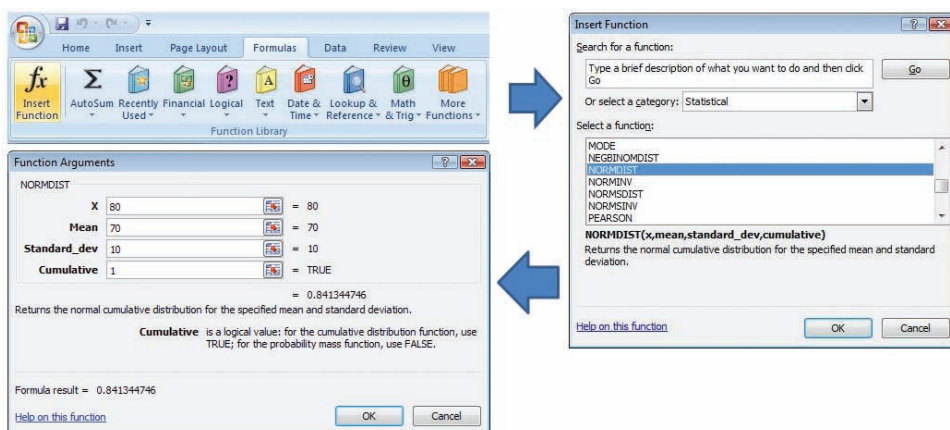 Home Insert Page Layout Formulas Data Review View
fx Σ A ? θ
Insert Function AutoSum Recently Used Financial Logical Text Date & Time Lookup & Reference Math & Trig More Functions
Function Library
Insert Function
Search for a function:
Type a brief description of what you want to do and then click
Go
Go
Or select a category: Statistical
Select a function:
MODE
NEGBINOMDIST
NORMDIST
NORMINV
NORMSDIST
NORMSINV
PEARSON
NORMDIST(x,mean,standard_dev,cumulative)
Returns the normal cumulative distribution for the specified mean and standard
deviation.
Help on this function OK Cancel
Function Arguments
NORMDIST
X 80 = 80
Mean 70 = 70
Standard_dev 10 = 10
Cumulative 1 = TRUE
= 0.841344746
Returns the normal cumulative distribution for the specified mean and standard deviation.
Cumulative is a logical value: for the cumulative distribution function, use
TRUE; for the probability mass function, use FALSE.
Formula result = 0.841344746
Help on this function OK Cancel